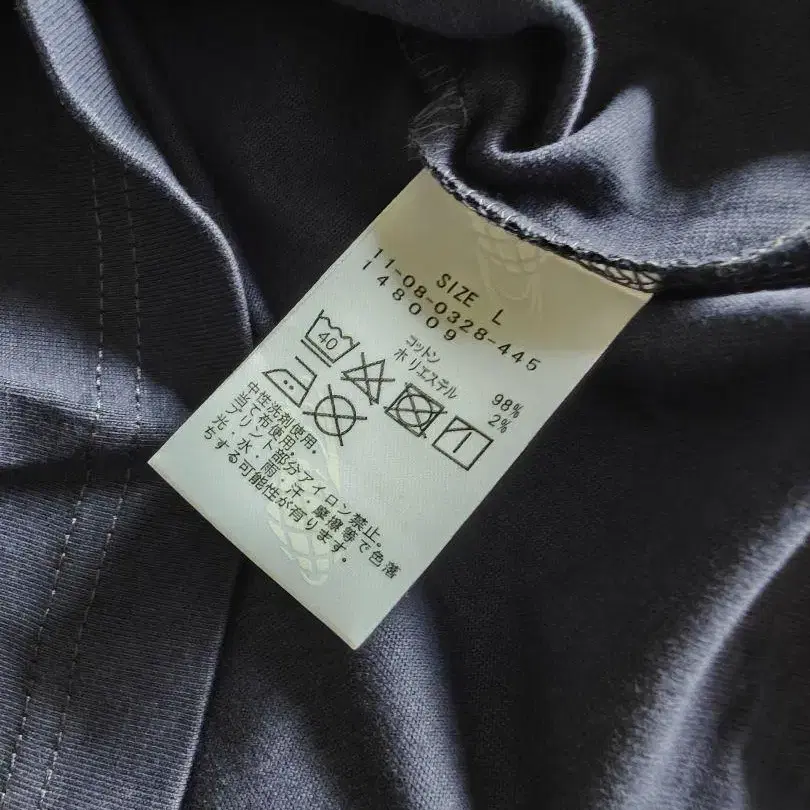 SIZE L
11-08-0328-445
148009
コットン 98%
ポリエステル 2%
40
中性洗剤使用。
当て布使用。
プリント部分アイロン禁止。
光・水・雨・汗・摩擦等で色落
ちする可能性が有ります。